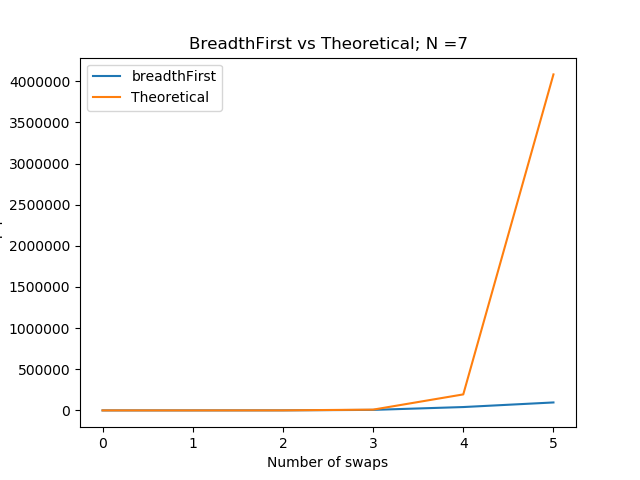 BreadthFirst vs Theoretical; N =7
breadthFirst
Theoretical
4000000
3500000
3000000
2500000
2000000
1500000
1000000
500000
0
0 1 2 3 4 5
Number of swaps